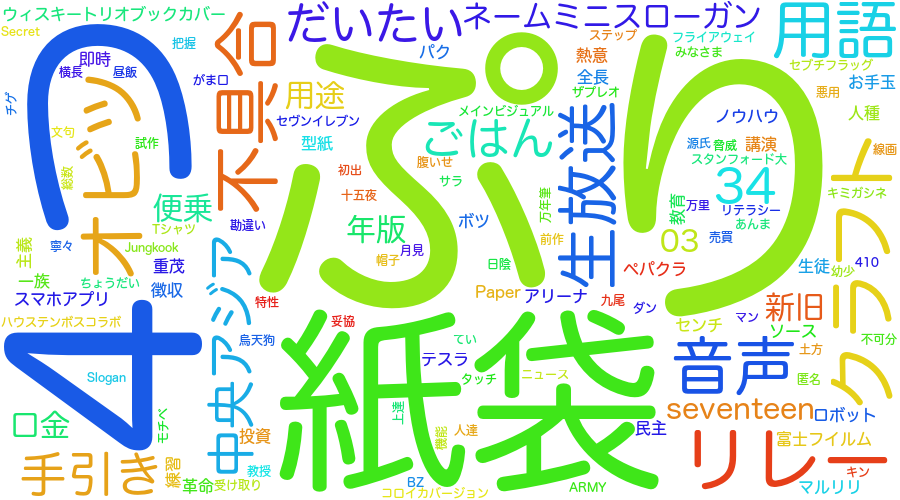 ウィスキートリオブックカバー
Secret
把握
だいたい
ネームミニスローガン
用語
ステップ
フライアウェイ
みなさま
セプチフラッグ
お手玉
即時
横長
昼飯
がま口
チゲ
4つ
オビツ
不具合
パク
熱意
全長
ザプレオ
悪用
人種
用途
セヴンイレブン
メインビジュアル
ノウハウ
型紙
ごはん
生放送
源氏
脅威
講演
線画
スタンフォード大
文句
試作
総数
ぷり
腹いせ
初出
サラ
34
キミガシネ
便乗
Tシャツ
十五夜
万年筆
教育
万里
リテラシー
あんま
勘違い
年版
ボツ
主義
寧々
Jungkook
月見
前作
03
売買
クラフト
一族
ちょうだい
重茂
帽子
日陰
ペパクラ
生徒
幼少
410
スマホアプリ
徴収
中央アジア
特性
Paper
アリーナ
九尾
ダン
マン
新旧
ハウステンボスコラボ
妥協
センチ
ソース
不可分
烏天狗
てい
紙袋
テスラ
音声
土方
Slogan
タッチ
ニュース
匿名
口金
モチベ
上達
seventeen
ロボット
投資
機能
人達
民主
富士フイルム
手引き
練習
教授
リレー
キン
革命
受け取り
BZ
コロイカバージョン
ARMY
マルリリ